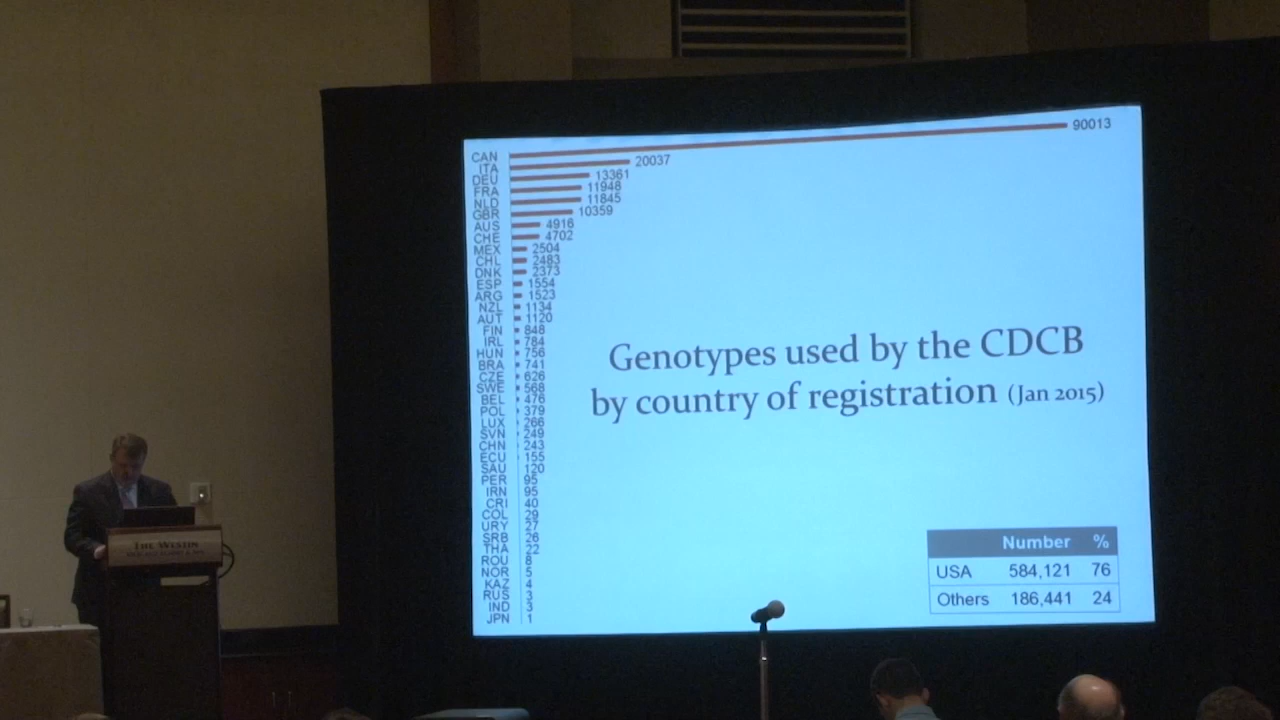 CAN 90013
ITA 20037
DEU 13361
FRA 11948
NLD 11845
GBR 10359
AUS 4916
CHE 4702
MEX 2504
CHL 2483
DNK 2373
ESP 1554
ARG 1523
NZL 1134
AUT 1120
FIN 848
IRL 784
HUN 756
BRA 741
CZE 626
SWE 568
BEL 476
POL 379
LUX 266
SVN 249
CHN 243
ECU 155
SAU 120
PER 95
IRN 95
CRI 40
COL 29
URY 27
SRB 26
THA 22
ROU 8
NOR 5
KAZ 4
RUS 3
IND 3
JPN 1
Genotypes used by the CDCB
by country of registration (Jan 2015)
Number %
USA 584,121 76
Others 186,441 24
THE WESTIN